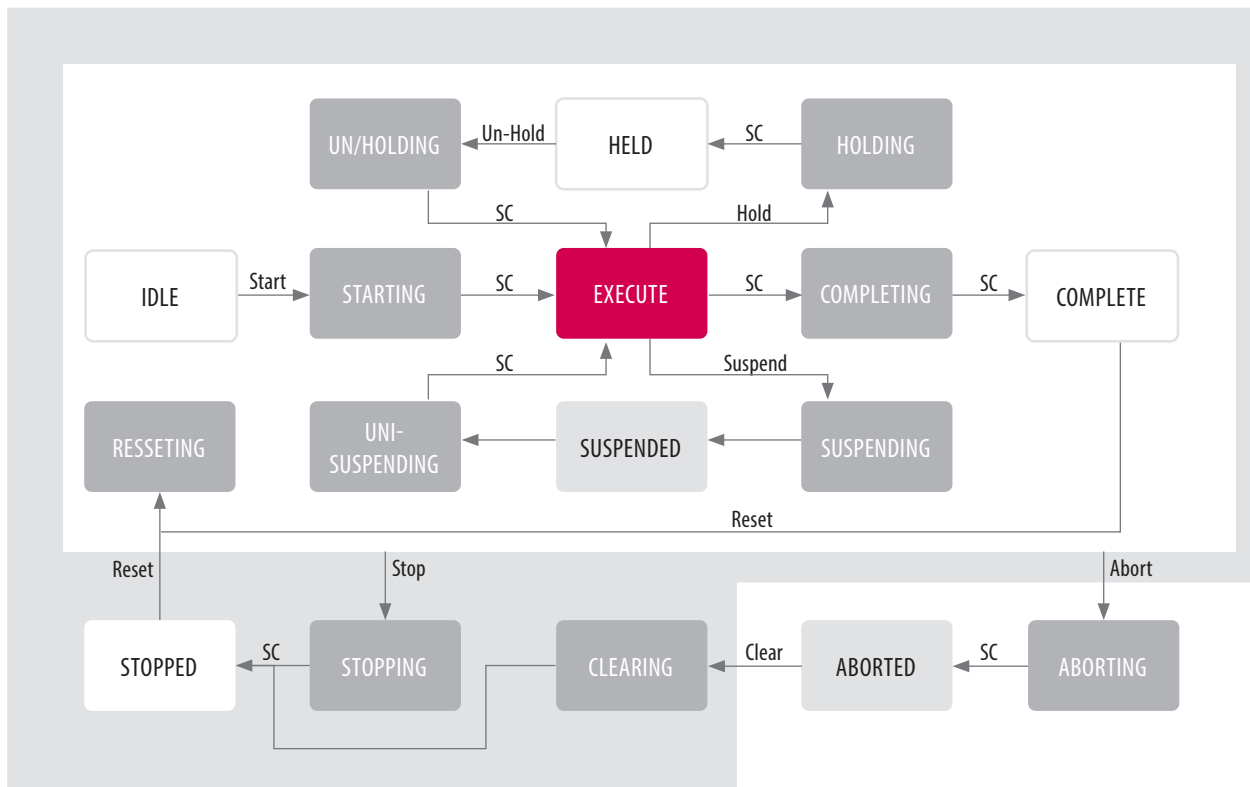 UN/HOLDING
Un-Hold
HELD
SC
HOLDING
SC
Hold
IDLE
Start
STARTING
SC
EXECUTE
SC
COMPLETING
SC
COMPLETE
SC
Suspend
RESSETING
UNI-
SUSPENDING
SUSPENDED
SUSPENDING
Reset
Reset
Stop
Abort
STOPPED
SC
STOPPING
CLEARING
Clear
ABORTED
SC
ABORTING